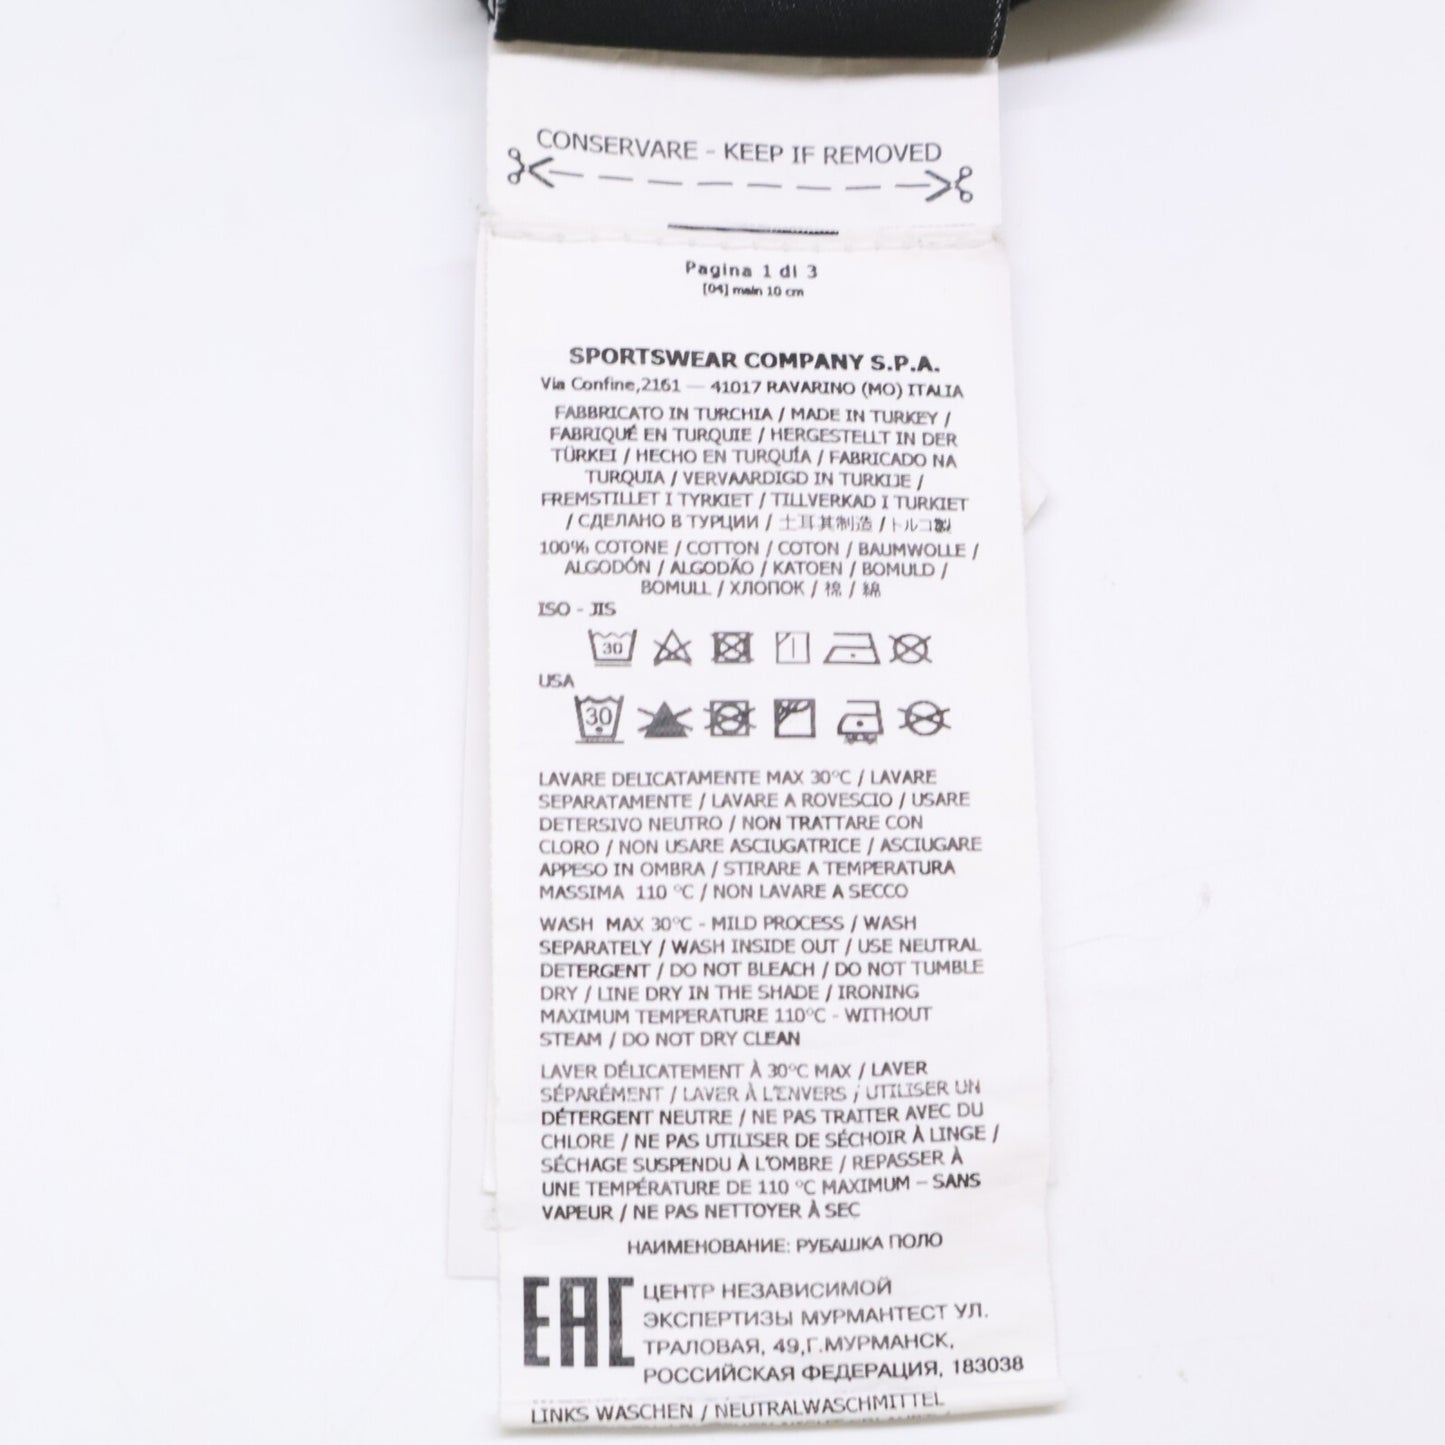 CONSERVARE - KEEP IF REMOVED
Pagina 1 di 3
[04] main 10 cm
SPORTSWEAR COMPANY S.P.A.
Via Confine,2161 — 41017 RAVARINO (MO) ITALIA
FABBRICATO IN TURCHIA / MADE IN TURKEY /
FABRIQUÉ EN TURQUIE / HERGESTELLT IN DER
TÜRKEI / HECHO EN TURQUÍA / FABRICADO NA
TURQUIA / VERVAARDIGD IN TURKIJE /
FREMSTILLET I TYRKIET / TILLVERKAD I TURKIET
/ СДЕЛАНО В ТУРЦИИ / 土耳其制造 / トルコ製
100% COTONE / COTTON / COTON / BAUMWOLLE /
ALGODÓN / ALGODÃO / KATOEN / BOMULD /
BOMULL / ХЛОПОК / 棉 / 綿
ISO - JIS
30
USA
30
LAVARE DELICATAMENTE MAX 30°C / LAVARE
SEPARATAMENTE / LAVARE A ROVESCIO / USARE
DETERSIVO NEUTRO / NON TRATTARE CON
CLORO / NON USARE ASCIUGATRICE / ASCIUGARE
APPESO IN OMBRA / STIRARE A TEMPERATURA
MASSIMA 110 °C / NON LAVARE A SECCO
WASH MAX 30°C - MILD PROCESS / WASH
SEPARATELY / WASH INSIDE OUT / USE NEUTRAL
DETERGENT / DO NOT BLEACH / DO NOT TUMBLE
DRY / LINE DRY IN THE SHADE / IRONING
MAXIMUM TEMPERATURE 110°C - WITHOUT
STEAM / DO NOT DRY CLEAN
LAVER DÉLICATEMENT À 30°C MAX / LAVER
SÉPARÉMENT / LAVER À L'ENVERS / UTILISER UN
DÉTERGENT NEUTRE / NE PAS TRAITER AVEC DU
CHLORE / NE PAS UTILISER DE SÉCHOIR À LINGE /
SÉCHAGE SUSPENDU À L'OMBRE / REPASSER À
UNE TEMPÉRATURE DE 110 °C MAXIMUM – SANS
VAPEUR / NE PAS NETTOYER À SEC
НАИМЕНОВАНИЕ: РУБАШКА ПОЛО
EAC
ЦЕНТР НЕЗАВИСИМОЙ
ЭКСПЕРТИЗЫ МУРМАНТЕСТ УЛ.
ТРАЛОВАЯ, 49,Г.МУРМАНСК,
РОССИЙСКАЯ ФЕДЕРАЦИЯ, 183038
LINKS WASCHEN / NEUTRALWASCHMITTEL